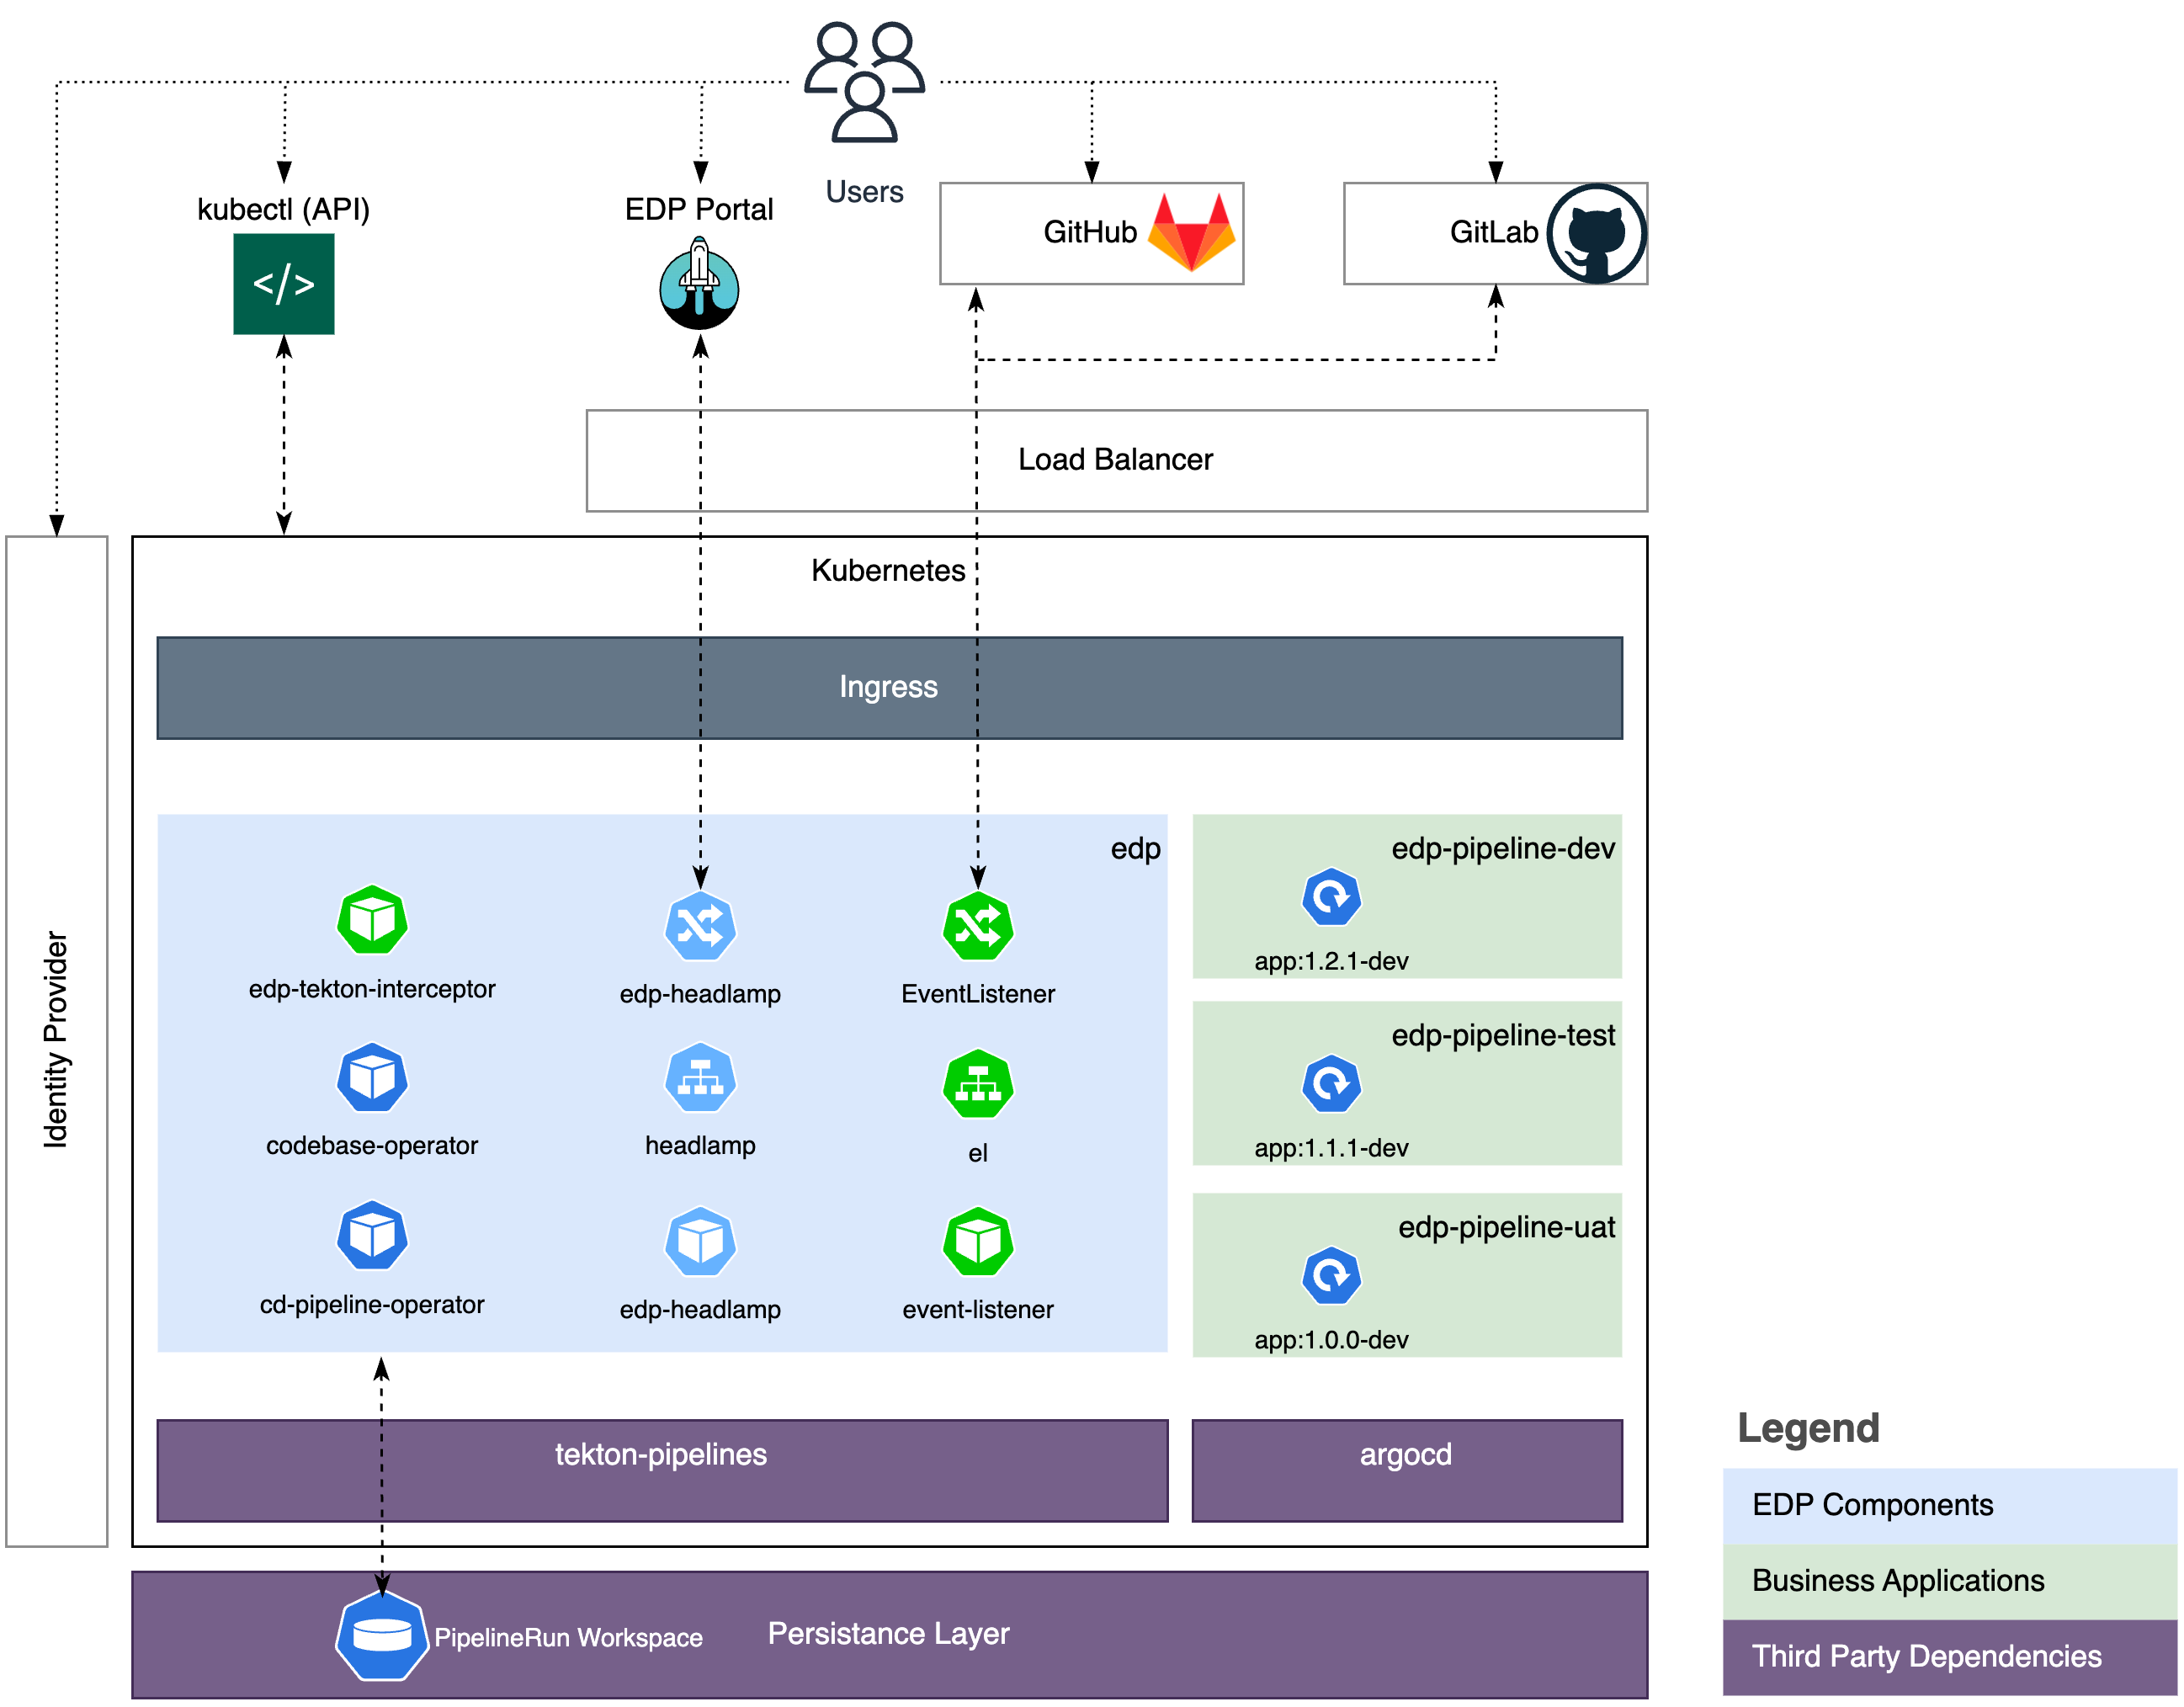 Users
kubectl (API)
EDP Portal
GitHub
GitLab
</>
Load Balancer
Kubernetes
Ingress
Identity Provider
edp
edp-tekton-interceptor
edp-headlamp
EventListener
codebase-operator
headlamp
el
cd-pipeline-operator
edp-headlamp
event-listener
edp-pipeline-dev
app:1.2.1-dev
edp-pipeline-test
app:1.1.1-dev
edp-pipeline-uat
app:1.0.0-dev
tekton-pipelines
argocd
PipelineRun Workspace
Persistance Layer
Legend
EDP Components
Business Applications
Third Party Dependencies